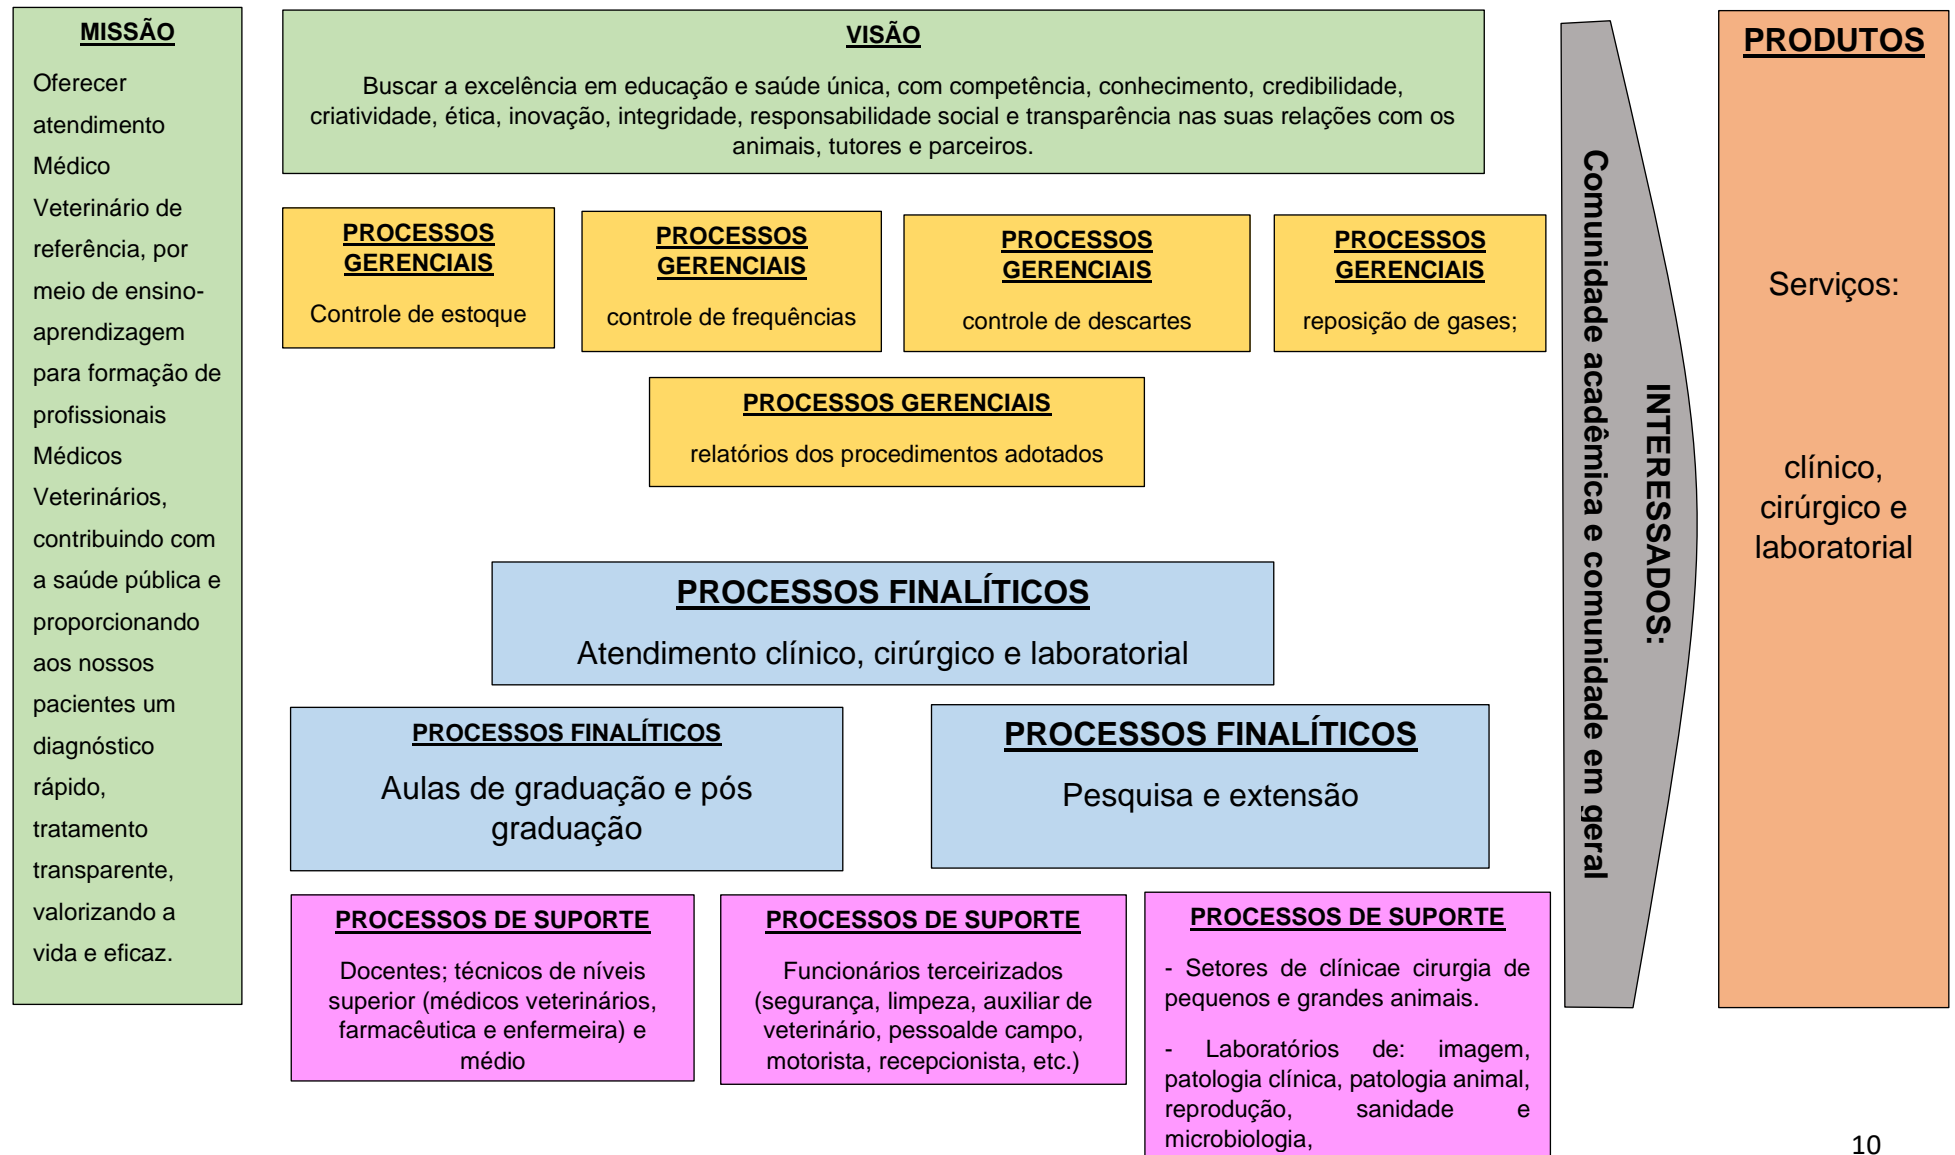 MISSÃO
Oferecer
atendimento
Médico
Veterinário de
referência, por
meio de ensino-
aprendizagem
para formação de
profissionais
Médicos
Veterinários,
contribuindo com
a saúde pública e
proporcionando
aos nossos
pacientes um
diagnóstico
rápido,
tratamento
transparente,
valorizando a
vida e eficaz.
VISÃO
Buscar a excelência em educação e saúde única, com competência, conhecimento, credibilidade,
criatividade, ética, inovação, integridade, responsabilidade social e transparência nas suas relações com os
animais, tutores e parceiros.
PROCESSOS
GERENCIAIS
Controle de estoque
PROCESSOS
GERENCIAIS
controle de frequências
PROCESSOS
GERENCIAIS
controle de descartes
PROCESSOS
GERENCIAIS
reposição de gases;
PROCESSOS GERENCIAIS
relatórios dos procedimentos adotados
PROCESSOS FINALÍTICOS
Atendimento clínico, cirúrgico e laboratorial
PROCESSOS FINALÍTICOS
Aulas de graduação e pós
graduação
PROCESSOS FINALÍTICOS
Pesquisa e extensão
PROCESSOS DE SUPORTE
Docentes; técnicos de níveis
superior (médicos veterinários,
farmacêutica e enfermeira) e
médio
PROCESSOS DE SUPORTE
Funcionários terceirizados
(segurança, limpeza, auxiliar de
veterinário, pessoalde campo,
motorista, recepcionista, etc.)
PROCESSOS DE SUPORTE
- Setores de clínicae cirurgia de
pequenos e grandes animais.
- Laboratórios de: imagem,
patologia clínica, patologia animal,
reprodução, sanidade e
microbiologia,
INTERESSADOS:
Comunidade acadêmica e comunidade em geral
PRODUTOS
Serviços:
clínico,
cirúrgico e
laboratorial
10